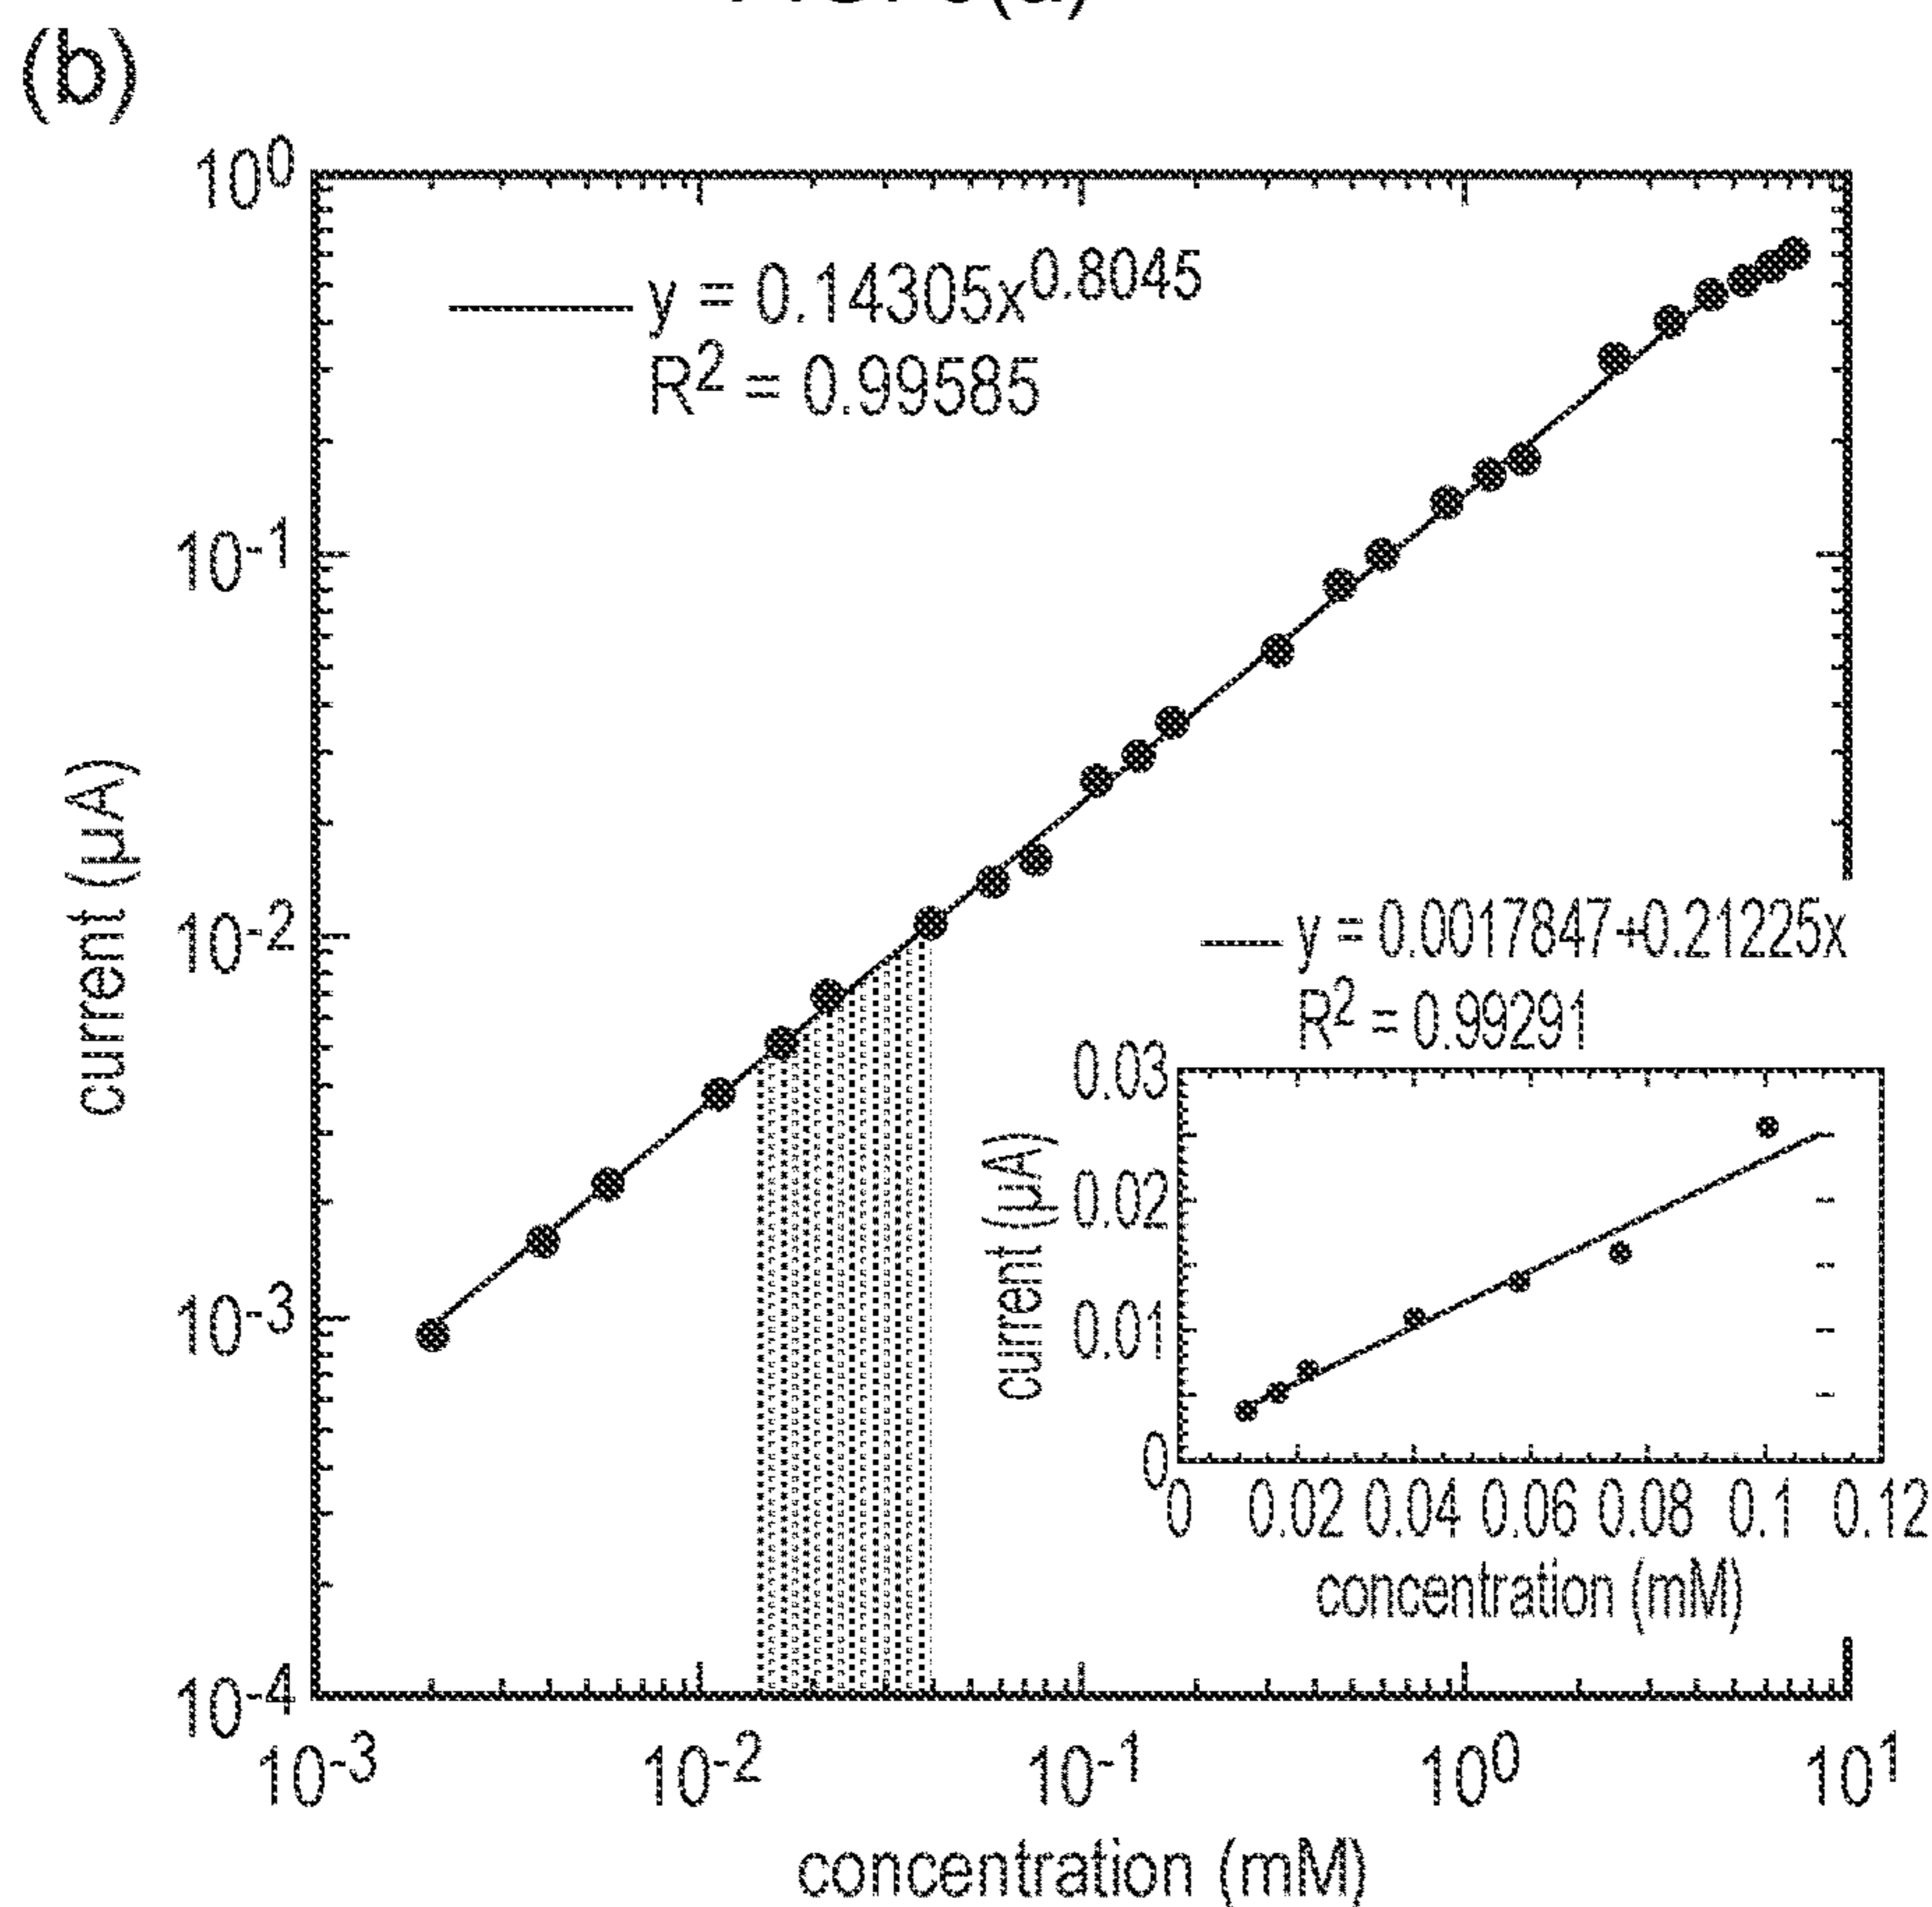 (b)
10^0
y = 0.14305x^0.8045
R^2 = 0.99585
10^-1
current (µA)
10^-2
y = 0.0017847+0.21225x
R^2 = 0.99291
0.03
current (µA)
0.02
0.01
0
10^-3
0 0.02 0.04 0.06 0.08 0.1 0.12
concentration (mM)
10^-4
10^-3 10^-2 10^-1 10^0 10^1
concentration (mM)